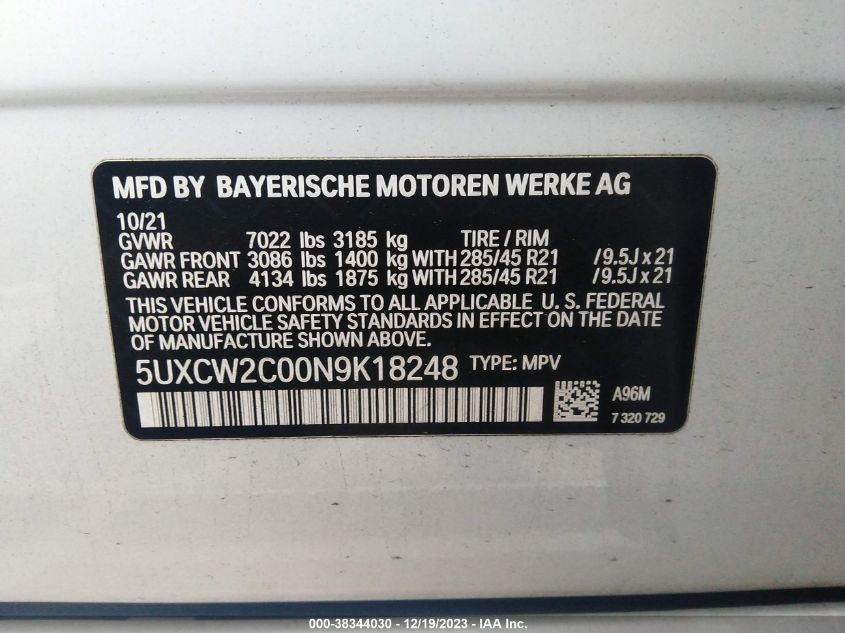 MFD BY BAYERISCHE MOTOREN WERKE AG
10/21
GVWR 7022 lbs 3185 kg TIRE / RIM
GAWR FRONT 3086 lbs 1400 kg WITH 285/45 R21 / 9.5J x 21
GAWR REAR 4134 lbs 1875 kg WITH 285/45 R21 / 9.5J x 21
THIS VEHICLE CONFORMS TO ALL APPLICABLE U. S. FEDERAL
MOTOR VEHICLE SAFETY STANDARDS IN EFFECT ON THE DATE
OF MANUFACTURE SHOWN ABOVE.
5UXCW2C00N9K18248 TYPE: MPV
A96M
7 320 729
000-38344030 - 12/19/2023 - IAA Inc.